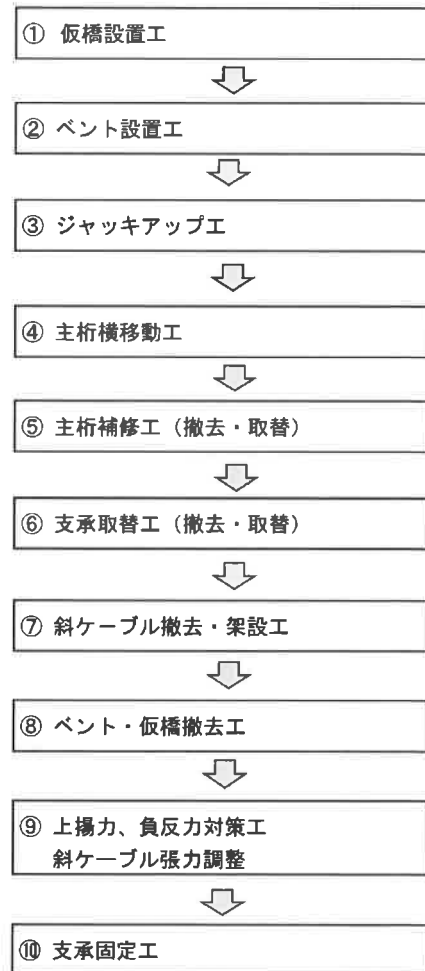 ① 仮橋設置工
② ベント設置工
③ ジャッキアップ工
④ 主桁横移動工
⑤ 主桁補修工（撤去・取替）
⑥ 支承取替工（撤去・取替）
⑦ 斜ケーブル撤去・架設工
⑧ ベント・仮橋撤去工
⑨ 上揚力、負反力対策工
斜ケーブル張力調整
⑩ 支承固定工